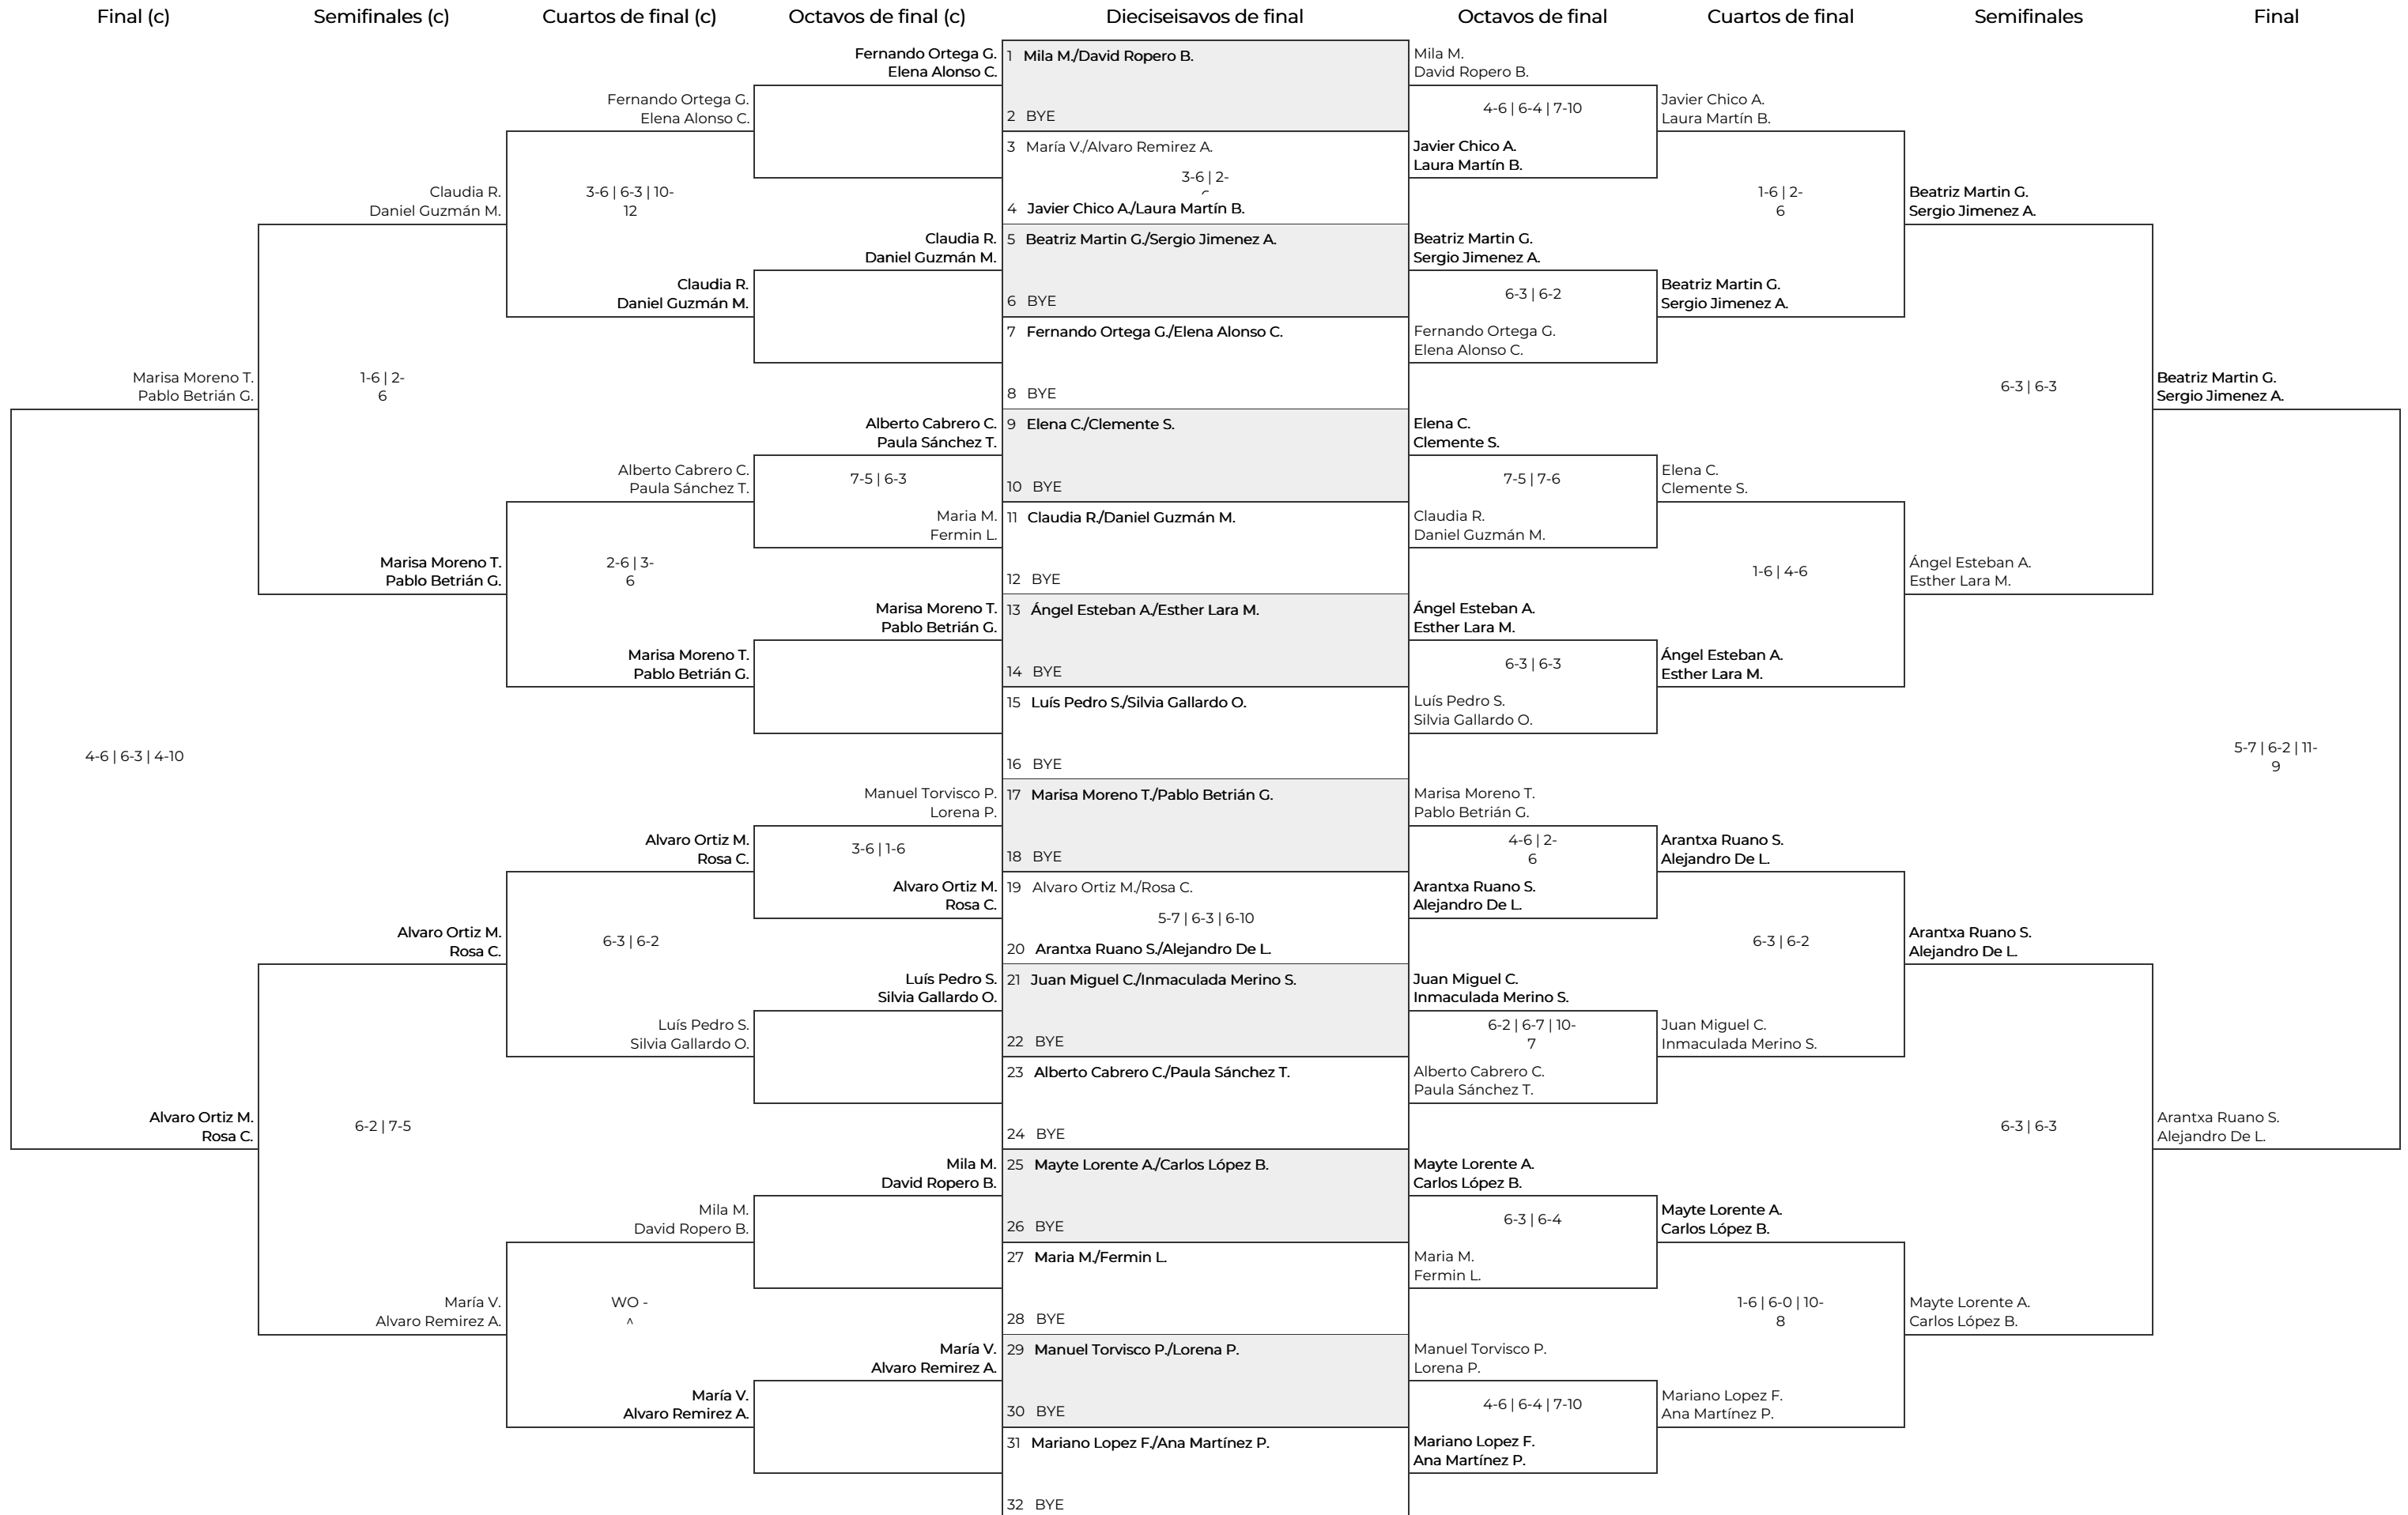 Final (c)
Semifinales (c)
Cuartos de final (c)
Octavos de final (c)
Dieciseisavos de final
Octavos de final
Cuartos de final
Semifinales
Final
Marisa Moreno T.
Pablo Betrián G.
4-6 | 6-3 | 4-10
Alvaro Ortiz M.
Rosa C.
Claudia R.
Daniel Guzmán M.
1-6 | 2-
6
Marisa Moreno T.
Pablo Betrián G.
Alvaro Ortiz M.
Rosa C.
6-2 | 7-5
María V.
Alvaro Remirez A.
Fernando Ortega G.
Elena Alonso C.
3-6 | 6-3 | 10-
12
Claudia R.
Daniel Guzmán M.
Alberto Cabrero C.
Paula Sánchez T.
2-6 | 3-
6
Marisa Moreno T.
Pablo Betrián G.
Alvaro Ortiz M.
Rosa C.
6-3 | 6-2
Luís Pedro S.
Silvia Gallardo O.
Mila M.
David Ropero B.
WO -
María V.
Alvaro Remirez A.
Fernando Ortega G.
Elena Alonso C.
Claudia R.
Daniel Guzmán M.
Alberto Cabrero C.
Paula Sánchez T.
7-5 | 6-3
Maria M.
Fermin L.
Marisa Moreno T.
Pablo Betrián G.
Manuel Torvisco P.
Lorena P.
3-6 | 1-6
Alvaro Ortiz M.
Rosa C.
Luís Pedro S.
Silvia Gallardo O.
Mila M.
David Ropero B.
María V.
Alvaro Remirez A.
1 Mila M./David Ropero B.
2 BYE
3 María V./Alvaro Remirez A.
3-6 | 2-
4 Javier Chico A./Laura Martín B.
5 Beatriz Martin G./Sergio Jimenez A.
6 BYE
7 Fernando Ortega G./Elena Alonso C.
8 BYE
9 Elena C./Clemente S.
10 BYE
11 Claudia R./Daniel Guzmán M.
12 BYE
13 Ángel Esteban A./Esther Lara M.
14 BYE
15 Luís Pedro S./Silvia Gallardo O.
16 BYE
17 Marisa Moreno T./Pablo Betrián G.
18 BYE
19 Alvaro Ortiz M./Rosa C.
5-7 | 6-3 | 6-10
20 Arantxa Ruano S./Alejandro De L.
21 Juan Miguel C./Inmaculada Merino S.
22 BYE
23 Alberto Cabrero C./Paula Sánchez T.
24 BYE
25 Mayte Lorente A./Carlos López B.
26 BYE
27 Maria M./Fermin L.
28 BYE
29 Manuel Torvisco P./Lorena P.
30 BYE
31 Mariano Lopez F./Ana Martínez P.
32 BYE
Mila M.
David Ropero B.
4-6 | 6-4 | 7-10
Javier Chico A.
Laura Martín B.
Beatriz Martin G.
Sergio Jimenez A.
6-3 | 6-2
Fernando Ortega G.
Elena Alonso C.
Elena C.
Clemente S.
7-5 | 7-6
Claudia R.
Daniel Guzmán M.
Ángel Esteban A.
Esther Lara M.
6-3 | 6-3
Luís Pedro S.
Silvia Gallardo O.
Marisa Moreno T.
Pablo Betrián G.
4-6 | 2-
6
Arantxa Ruano S.
Alejandro De L.
Juan Miguel C.
Inmaculada Merino S.
6-2 | 6-7 | 10-
7
Alberto Cabrero C.
Paula Sánchez T.
Mayte Lorente A.
Carlos López B.
6-3 | 6-4
Maria M.
Fermin L.
Manuel Torvisco P.
Lorena P.
4-6 | 6-4 | 7-10
Mariano Lopez F.
Ana Martínez P.
Javier Chico A.
Laura Martín B.
1-6 | 2-
6
Beatriz Martin G.
Sergio Jimenez A.
Elena C.
Clemente S.
1-6 | 4-6
Ángel Esteban A.
Esther Lara M.
Arantxa Ruano S.
Alejandro De L.
6-3 | 6-2
Juan Miguel C.
Inmaculada Merino S.
Mayte Lorente A.
Carlos López B.
1-6 | 6-0 | 10-
8
Mariano Lopez F.
Ana Martínez P.
Beatriz Martin G.
Sergio Jimenez A.
6-3 | 6-3
Ángel Esteban A.
Esther Lara M.
Arantxa Ruano S.
Alejandro De L.
6-3 | 6-3
Mayte Lorente A.
Carlos López B.
Beatriz Martin G.
Sergio Jimenez A.
5-7 | 6-2 | 11-
9
Arantxa Ruano S.
Alejandro De L.